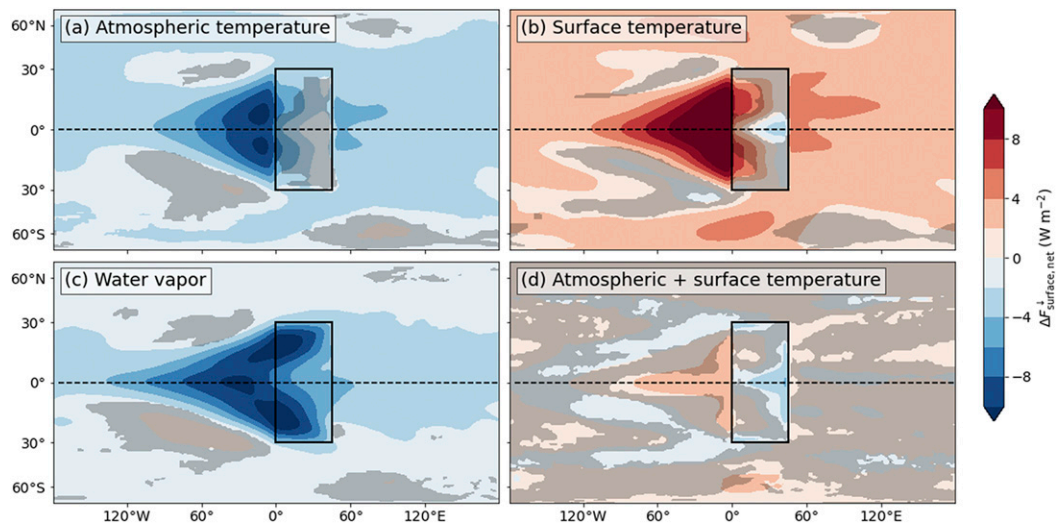 (a) Atmospheric temperature
(b) Surface temperature
60°N
30°N
0°
30°S
60°S
(c) Water vapor
(d) Atmospheric + surface temperature
60°N
30°N
0°
30°S
60°S
120°W 60°W 0° 60°E 120°E
120°W 60°W 0° 60°E 120°E
8
4
0
−4
−8
ΔF↓surface,net (W m−2)